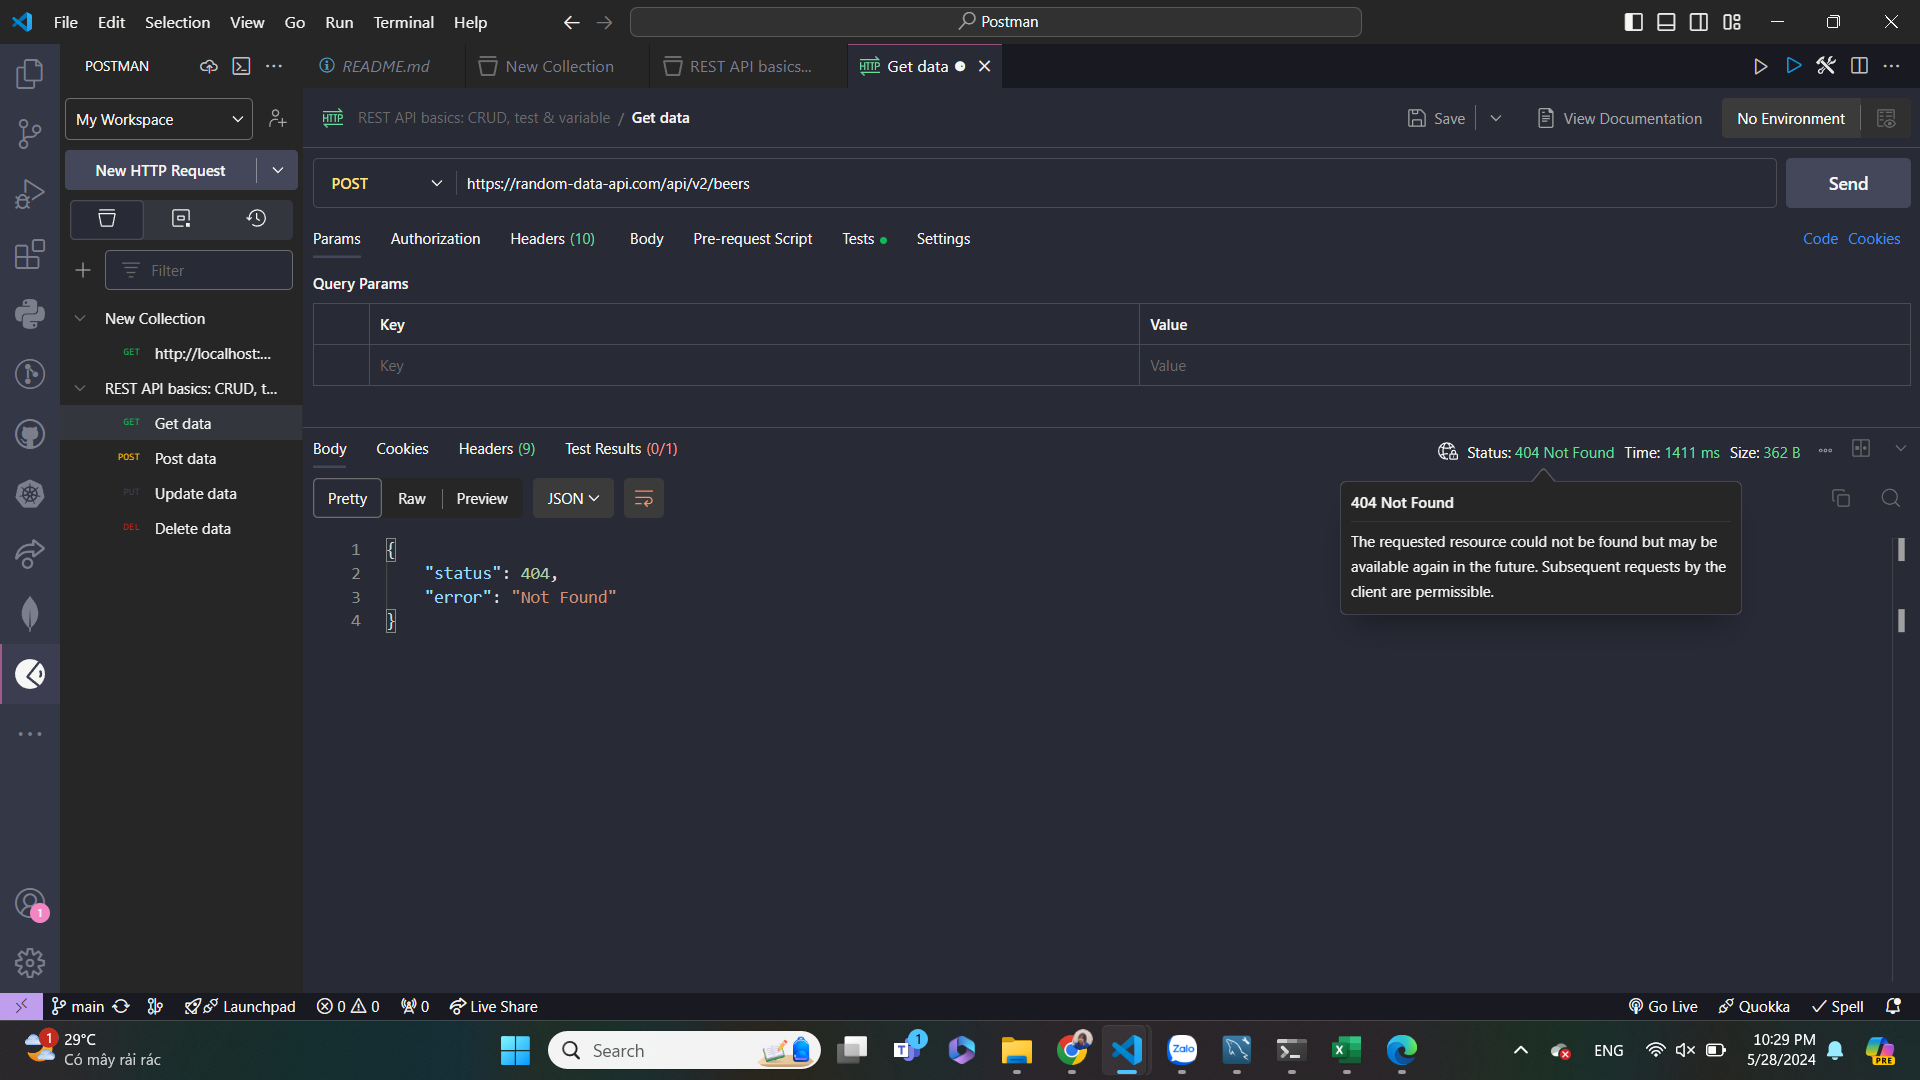 File Edit Selection View Go Run Terminal Help
Postman
POSTMAN
README.md
New Collection
REST API basics...
HTTP Get data
My Workspace
HTTP REST API basics: CRUD, test & variable / Get data
Save
View Documentation
No Environment
New HTTP Request
POST
https://random-data-api.com/api/v2/beers
Send
Params Authorization Headers (10) Body Pre-request Script Tests Settings
Code Cookies
Filter
Query Params
Key Value
Key Value
New Collection
GET http://localhost:...
REST API basics: CRUD, t...
GET Get data
POST Post data
PUT Update data
DEL Delete data
Body Cookies Headers (9) Test Results (0/1)
Status: 404 Not Found Time: 1411 ms Size: 362 B
Pretty Raw Preview JSON
404 Not Found
The requested resource could not be found but may be
available again in the future. Subsequent requests by the
client are permissible.
1 {
2 "status": 404,
3 "error": "Not Found"
4 }
1
main
Launchpad
0 0
0
Live Share
Go Live
Quokka
Spell
1
29°C
Có mây rải rác
Search
1
Zalo
ENG
10:29 PM
5/28/2024
PRE